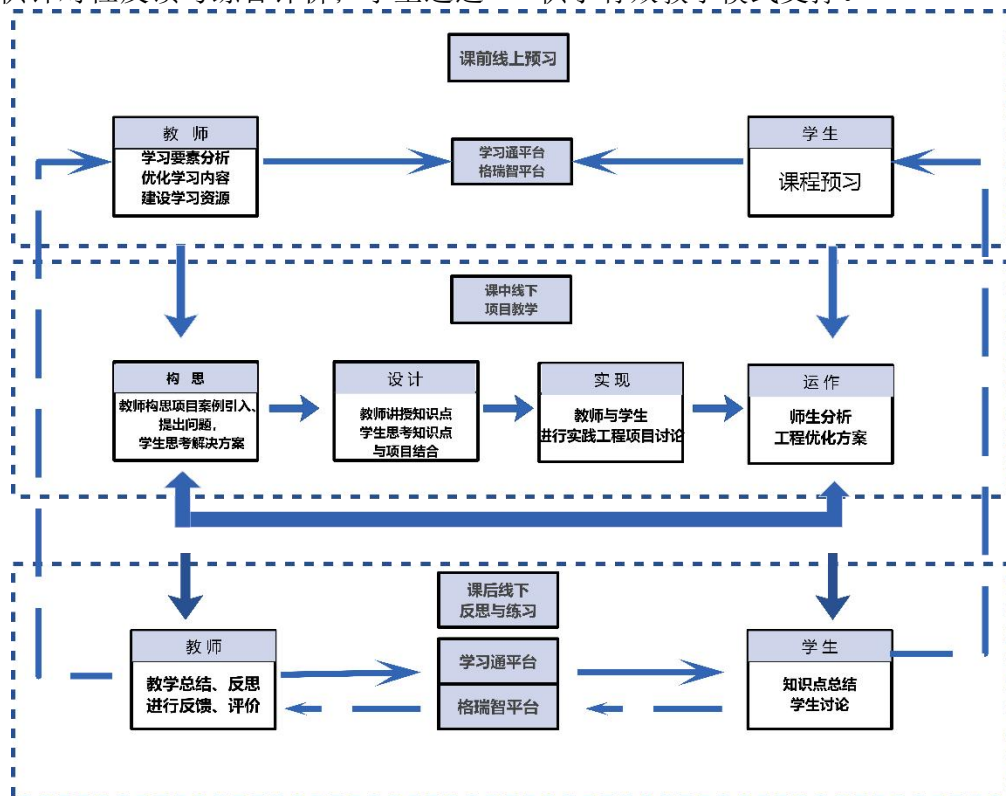 课前线上预习
教 师
学习要素分析
优化学习内容
建设学习资源
学习通平台
格瑞智平台
学生
课程预习
课中线下
项目教学
构 思
教师构思项目案例引入、
提出问题，
学生思考解决方案
设计
教师讲授知识点
学生思考知识点
与项目结合
实现
教师与学生
进行实践工程项目讨论
运作
师生分析
工程优化方案
课后线下
反思与练习
教师
教学总结、反思
进行反馈、评价
学习通平台
格瑞智平台
学生
知识点总结
学生讨论